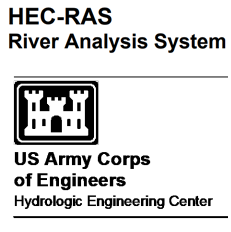 HEC-RAS
River Analysis System
US Army Corps
of Engineers
Hydrologic Engineering Center